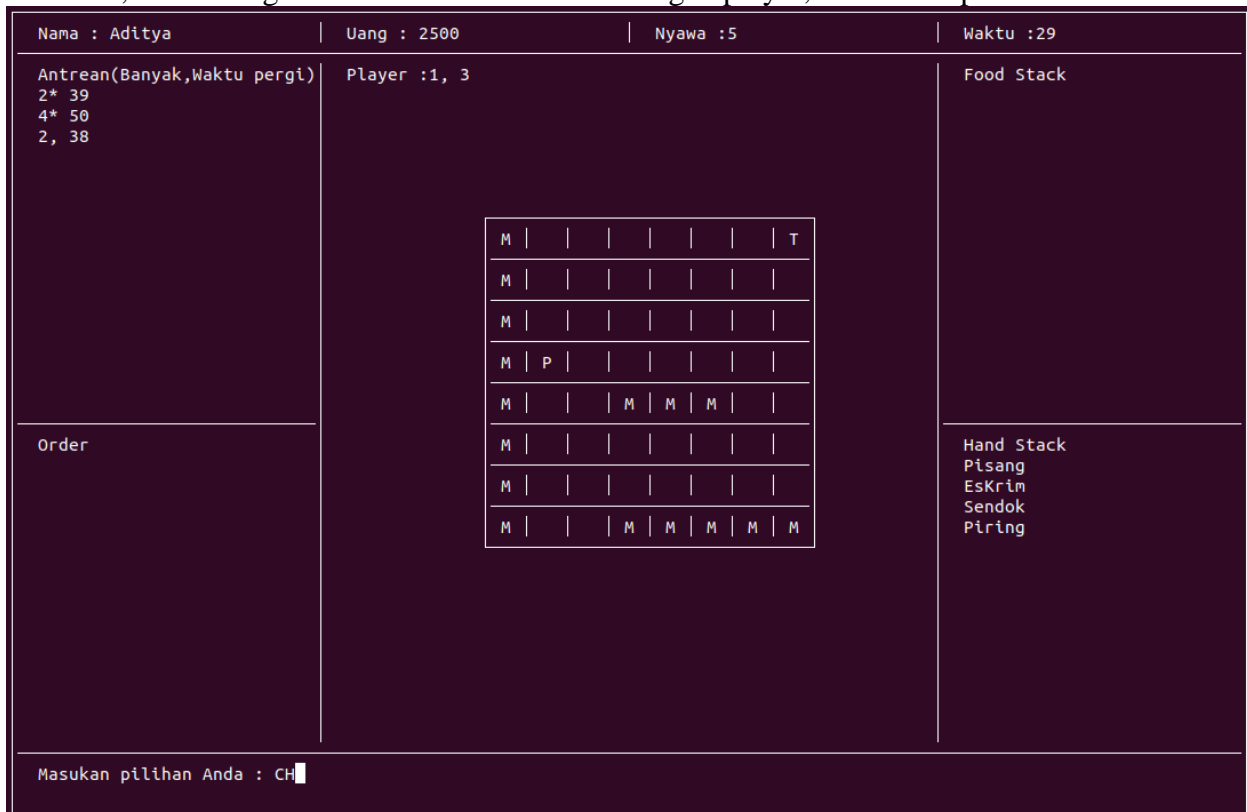 Nama : Aditya | Uang : 2500 | Nyawa :5 | Waktu :29
Antrean(Banyak,Waktu pergi)
2* 39
4* 50
2, 38
Player :1, 3
Food Stack
M | | | | | | | T
M | | | | | | |
M | | | | | | |
M | P | | | | | |
M | | | M | M | M | |
M | | | | | | |
M | | | | | | |
M | | | M | M | M | M | M
Order
Hand Stack
Pisang
EsKrim
Sendok
Piring
Masukan pilihan Anda : CH